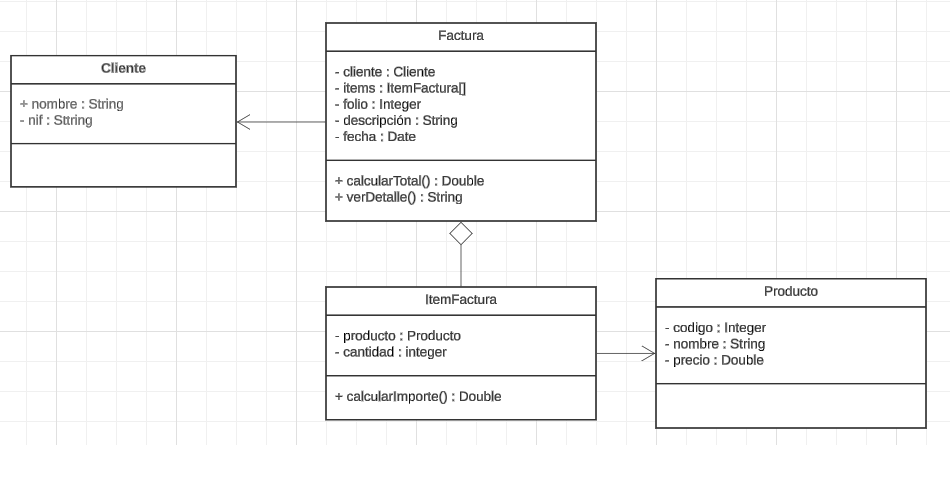 Factura
- cliente : Cliente
- items : ItemFactura[]
- folio : Integer
- descripción : String
- fecha : Date
+ calcularTotal() : Double
+ verDetalle() : String
Cliente
+ nombre : String
- nif : Sttring
ItemFactura
- producto : Producto
- cantidad : integer
+ calcularImporte() : Double
Producto
- codigo : Integer
- nombre : String
- precio : Double